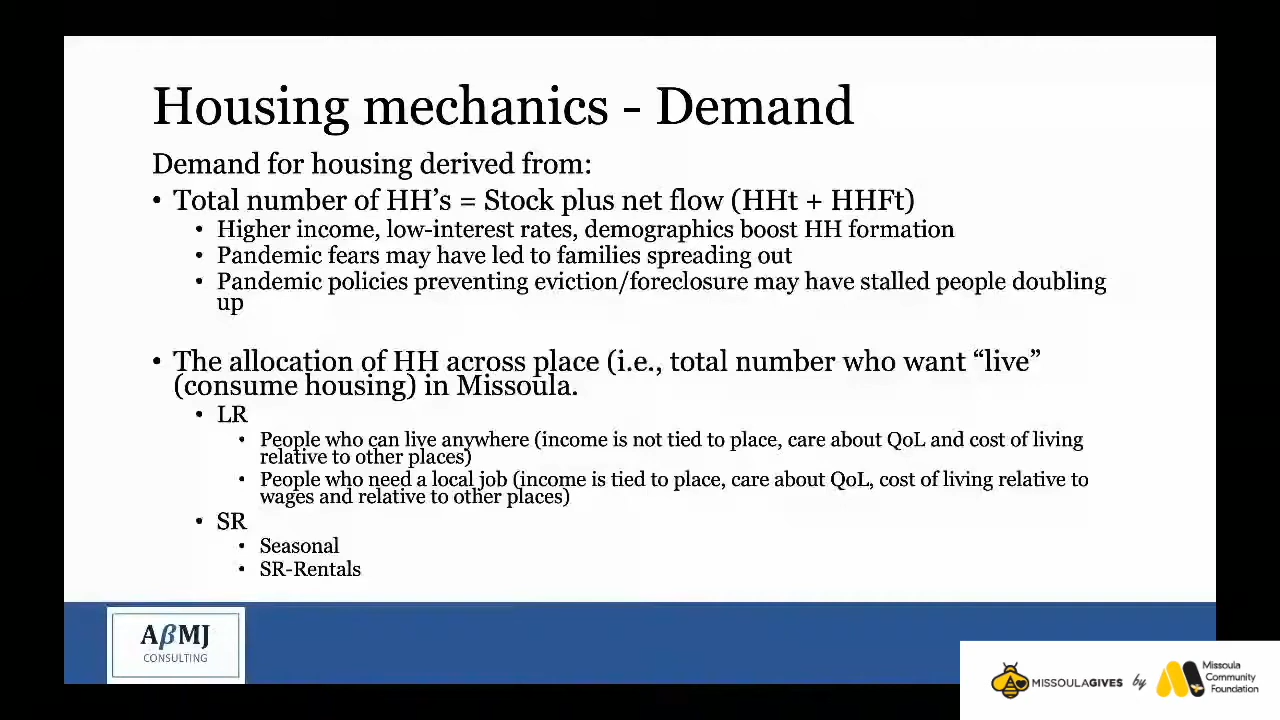 Housing mechanics - Demand
Demand for housing derived from:
• Total number of HH's = Stock plus net flow (HHt + HHFt)
• Higher income, low-interest rates, demographics boost HH formation
• Pandemic fears may have led to families spreading out
• Pandemic policies preventing eviction/foreclosure may have stalled people doubling
up
• The allocation of HH across place (i.e., total number who want “live”
(consume housing) in Missoula.
• LR
• People who can live anywhere (income is not tied to place, care about QoL and cost of living
relative to other places)
• People who need a local job (income is tied to place, care about QoL, cost of living relative to
wages and relative to other places)
• SR
• Seasonal
• SR-Rentals
AβMJ
CONSULTING
MISSOULAGIVES by
Missoula
Community
Foundation